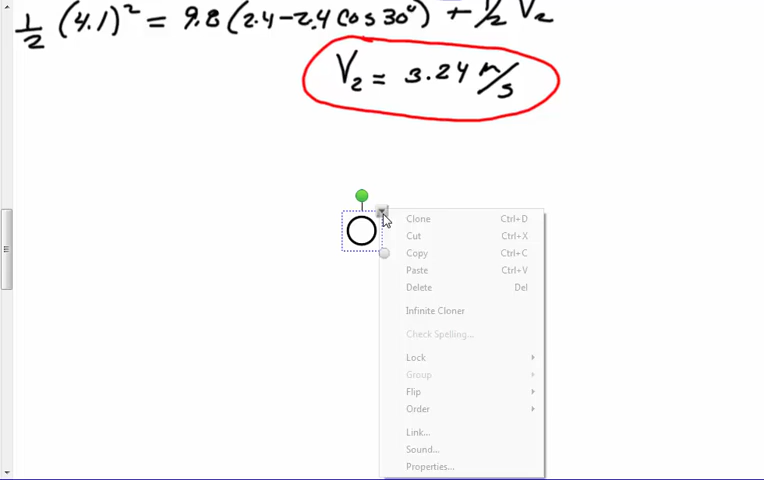 1/2 (4.1)² = 9.8(2.4-2.4 Cos 30°) + 1/2 V₂
V₂ = 3.24 m/s
Clone Ctrl+D
Cut Ctrl+X
Copy Ctrl+C
Paste Ctrl+V
Delete Del
Infinite Cloner
Check Spelling...
Lock
Group
Flip
Order
Link...
Sound...
Properties...